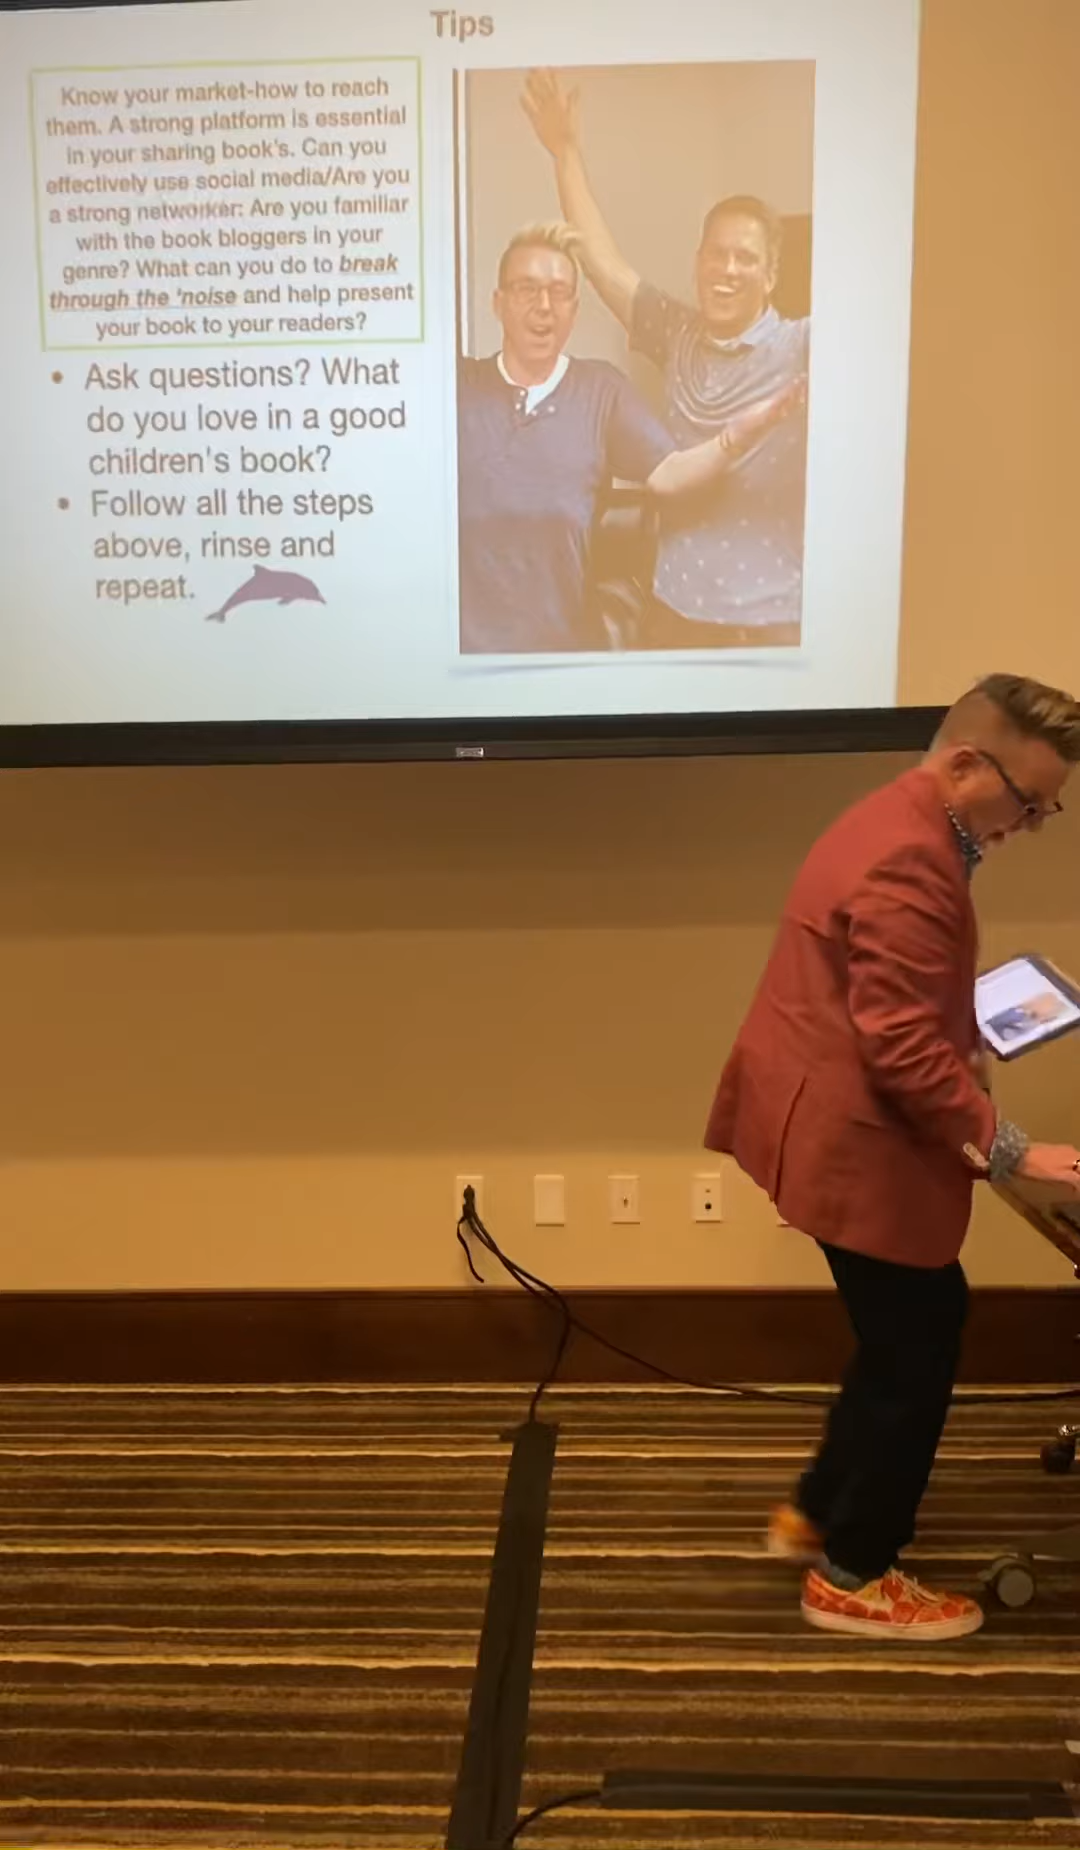 Tips
Know your market-how to reach
them. A strong platform is essential
in your sharing book's. Can you
effectively use social media/Are you
a strong networker: Are you familiar
with the book bloggers in your
genre? What can you do to break
through the 'noise and help present
your book to your readers?
• Ask questions? What
do you love in a good
children's book?
• Follow all the steps
above, rinse and
repeat.